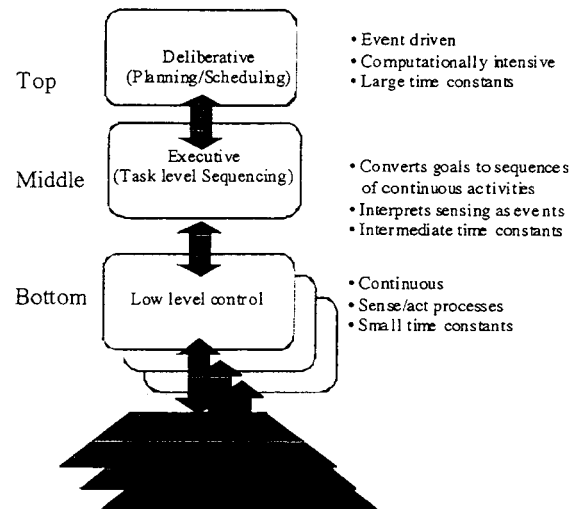 Deliberative
(Planning/Scheduling)
• Event driven
• Computationally intensive
• Large time constants
Top
Executive
(Task level Sequencing)
Middle
• Converts goals to sequences
of continuous activities
• Interprets sensing as events
• Intermediate time constants
Bottom
Low level control
• Continuous
• Sense/act processes
• Small time constants